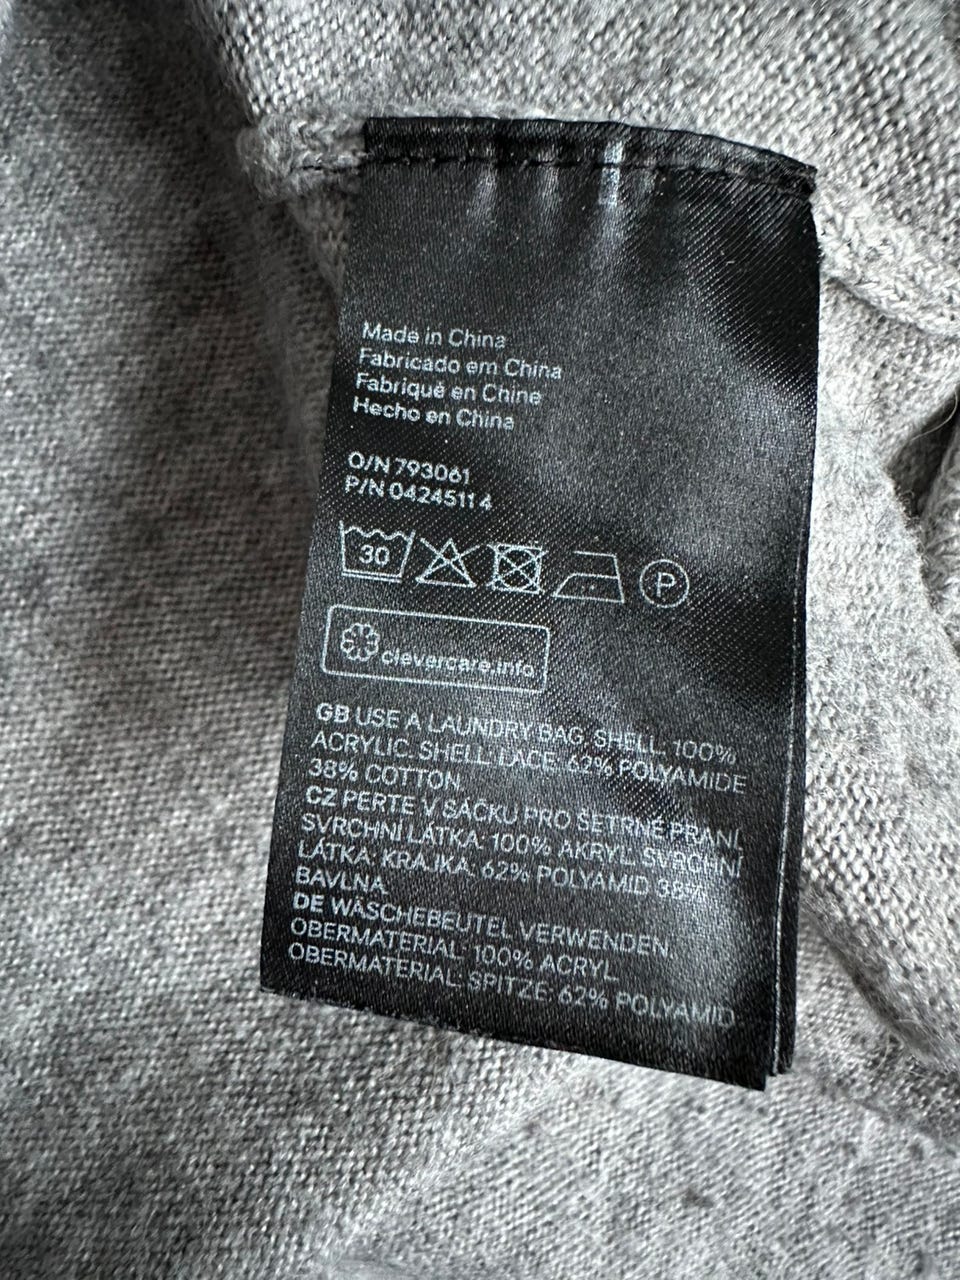 Made in China
Fabricado em China
Fabriqué en Chine
Hecho en China
O/N 793061
P/N 04245114
30 P
clevercare.info
GB USE A LAUNDRY BAG. SHELL: 100%
ACRYLIC. SHELL: LACE: 62% POLYAMIDE
38% COTTON
CZ PERTE V SÁČKU PRO ŠETRNÉ PRANÍ,
SVRCHNÍ LÁTKA: 100% AKRYL. SVRCHNÍ
LÁTKA: KRAJKA: 62% POLYAMID 38%
BAVLNA
DE WÄSCHEBEUTEL VERWENDEN.
OBERMATERIAL: 100% ACRYL.
OBERMATERIAL: SPITZE: 62% POLYAMID